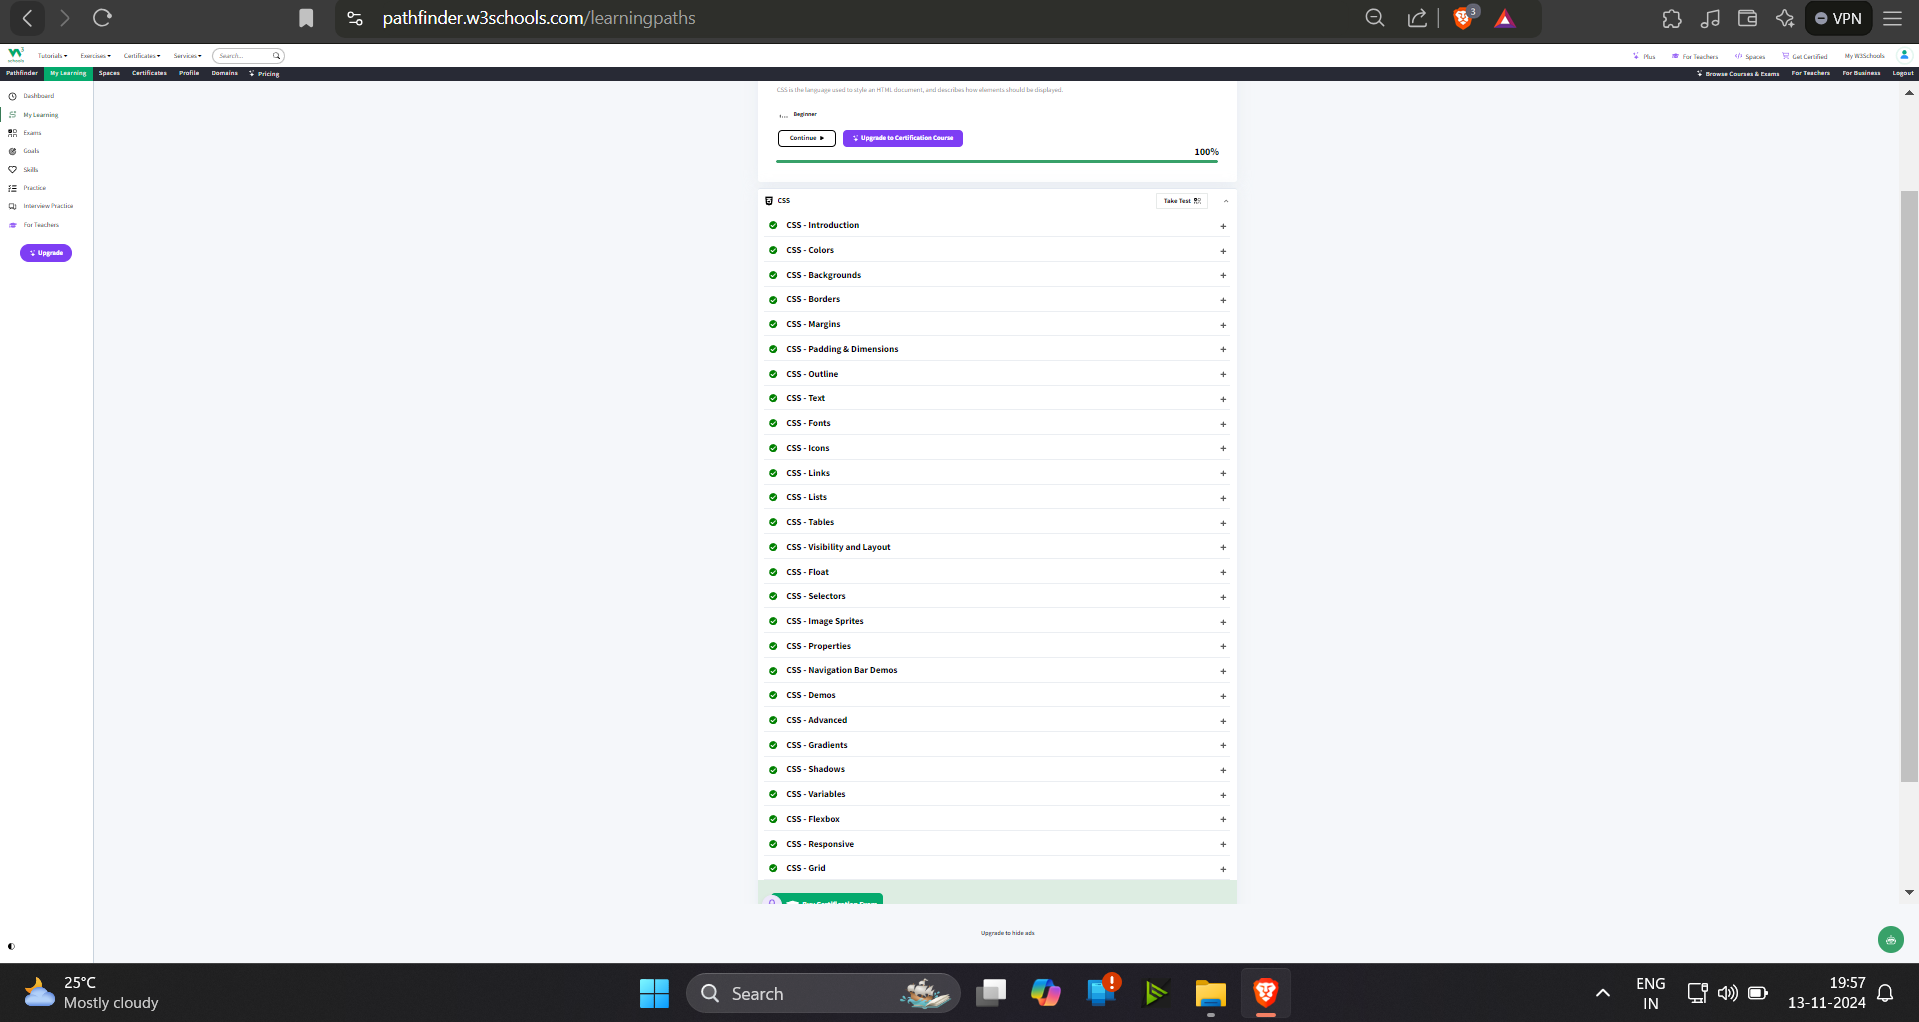 pathfinder.w3schools.com/learningpaths
3
VPN
W 3
schools
Tutorials
Exercises
Certificates
Services
Search...
Plus
For Teachers
Spaces
Get Certified
My W3Schools
Pathfinder
My Learning
Spaces
Certificates
Profile
Domains
Pricing
Browse Courses & Exams
For Teachers
For Business
Logout
Dashboard
My Learning
Exams
Goals
Skills
Practice
Interview Practice
For Teachers
Upgrade
CSS is the language used to style an HTML document, and describes how elements should be displayed.
Beginner
Continue
Upgrade to Certification Course
100%
CSS
Take Test
CSS - Introduction
CSS - Colors
CSS - Backgrounds
CSS - Borders
CSS - Margins
CSS - Padding & Dimensions
CSS - Outline
CSS - Text
CSS - Fonts
CSS - Icons
CSS - Links
CSS - Lists
CSS - Tables
CSS - Visibility and Layout
CSS - Float
CSS - Selectors
CSS - Image Sprites
CSS - Properties
CSS - Navigation Bar Demos
CSS - Demos
CSS - Advanced
CSS - Gradients
CSS - Shadows
CSS - Variables
CSS - Flexbox
CSS - Responsive
CSS - Grid
Upgrade to hide ads
25°C
Mostly cloudy
Search
ENG
IN
19:57
13-11-2024